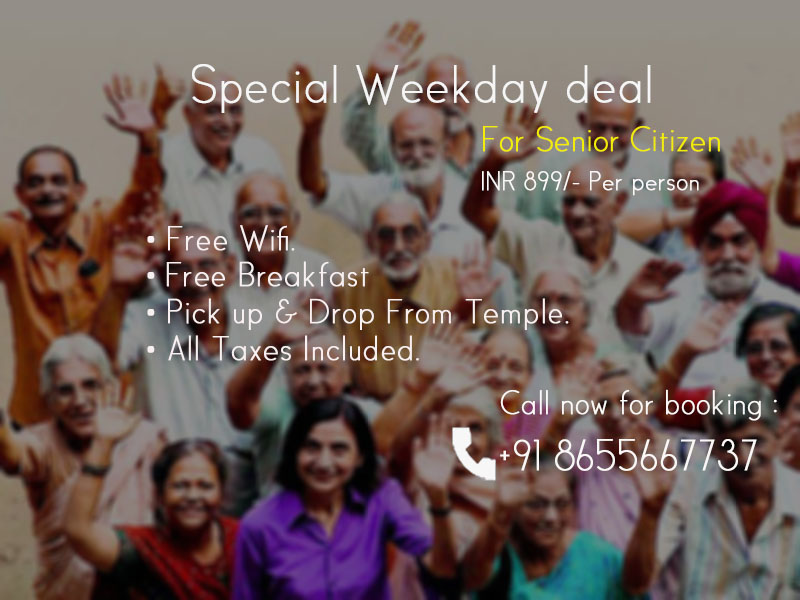 Special Weekday deal
For Senior Citizen
INR 899/- Per person
• Free Wifi.
• Free Breakfast
• Pick up & Drop From Temple.
• All Taxes Included.
Call now for booking :
+91 8655667737